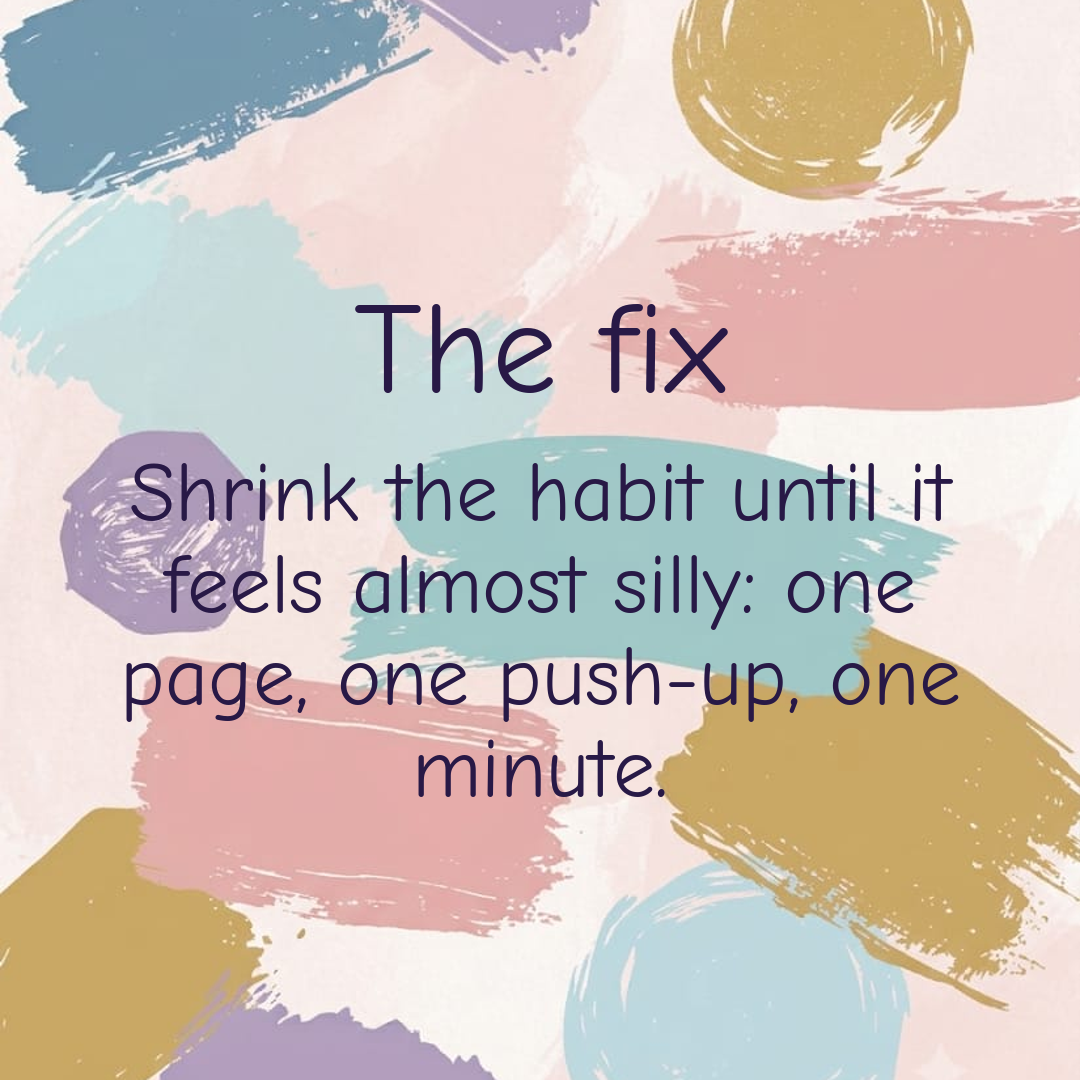 The fix
Shrink the habit until it
feels almost silly: one
page, one push-up, one
minute.